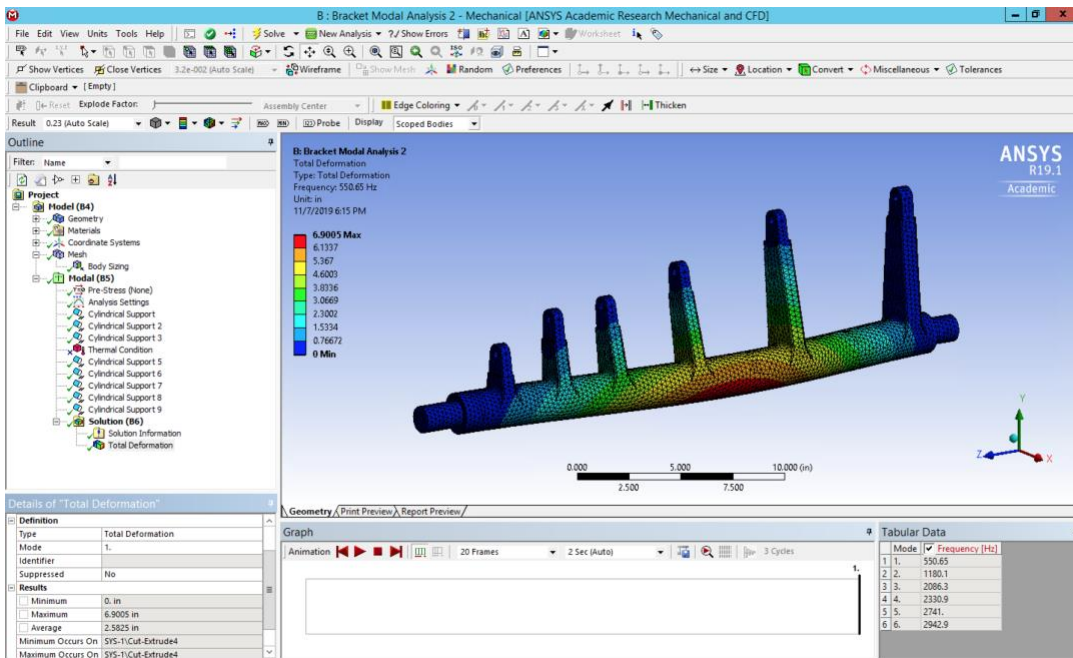 B : Bracket Modal Analysis 2 - Mechanical [ANSYS Academic Research Mechanical and CFD]
File Edit View Units Tools Help Solve New Analysis ?/ Show Errors Worksheet
Show Vertices Close Vertices 3.2e-002 (Auto Scale) Wireframe Show Mesh Random Preferences Size Location Convert Miscellaneous Tolerances
Clipboard [Empty]
Reset Explode Factor: Assembly Center Edge Coloring Thicken
Result 0.23 (Auto Scale) Probe Display Scoped Bodies
Outline
Filter: Name
Project
Model (B4)
Geometry
Materials
Coordinate Systems
Mesh
Body Sizing
Modal (B5)
Pre-Stress (None)
Analysis Settings
Cylindrical Support
Cylindrical Support 2
Cylindrical Support 3
Thermal Condition
Cylindrical Support 5
Cylindrical Support 6
Cylindrical Support 7
Cylindrical Support 8
Cylindrical Support 9
Solution (B6)
Solution Information
Total Deformation
B: Bracket Modal Analysis 2
Total Deformation
Type: Total Deformation
Frequency: 550.65 Hz
Unit: in
11/7/2019 6:15 PM
6.9005 Max
6.1337
5.367
4.6003
3.8336
3.0669
2.3002
1.5334
0.76672
0 Min
ANSYS
R19.1
Academic
0.000 5.000 10.000 (in)
2.500 7.500
Y
Z X
Geometry Print Preview Report Preview
Details of "Total Deformation"
Definition
Type Total Deformation
Mode 1.
Identifier
Suppressed No
Results
Minimum 0. in
Maximum 6.9005 in
Average 2.5825 in
Minimum Occurs On SYS-1\Cut-Extrude4
Maximum Occurs On SYS-1\Cut-Extrude4
Graph
Animation 20 Frames 2 Sec (Auto) 3 Cycles
1.
Tabular Data
Mode Frequency [Hz]
1 1. 550.65
2 2. 1180.1
3 3. 2086.3
4 4. 2330.9
5 5. 2741.
6 6. 2942.9